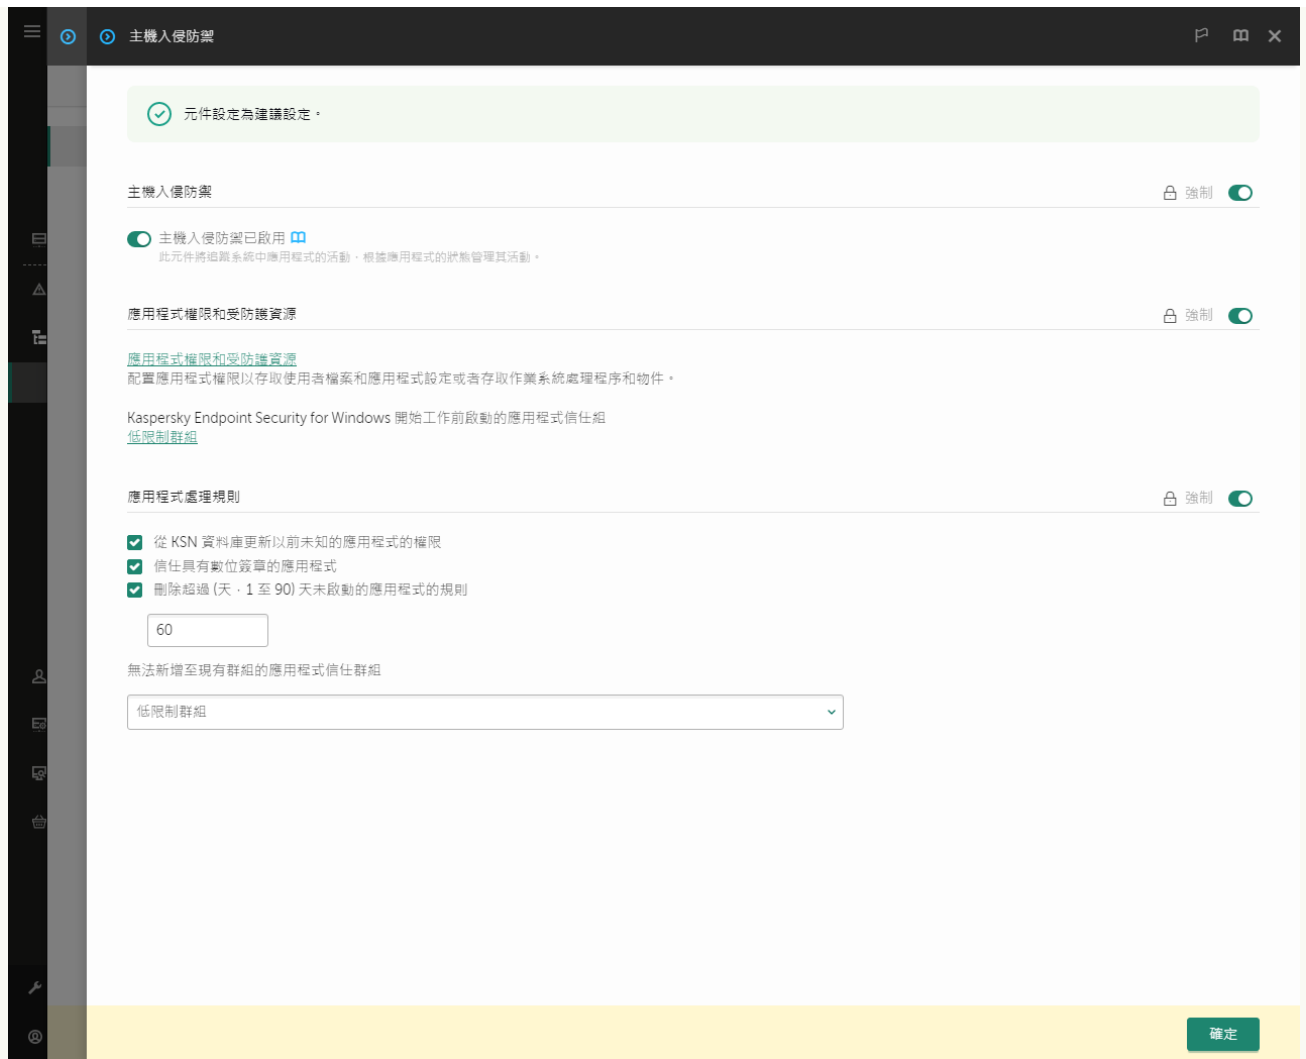 主機入侵防禦
元件設定為建議設定。
主機入侵防禦
強制
主機入侵防禦已啟用
此元件將追蹤系統中應用程式的活動，根據應用程式的狀態管理其活動。
應用程式權限和受防護資源
強制
應用程式權限和受防護資源
配置應用程式權限以存取使用者檔案和應用程式設定或者存取作業系統處理程序和物件。
Kaspersky Endpoint Security for Windows 開始工作前啟動的應用程式信任組
低限制群組
應用程式處理規則
強制
從 KSN 資料庫更新以前未知的應用程式的權限
信任具有數位簽章的應用程式
刪除超過 (天，1 至 90) 天未啟動的應用程式的規則
60
無法新增至現有群組的應用程式信任群組
低限制群組
確定